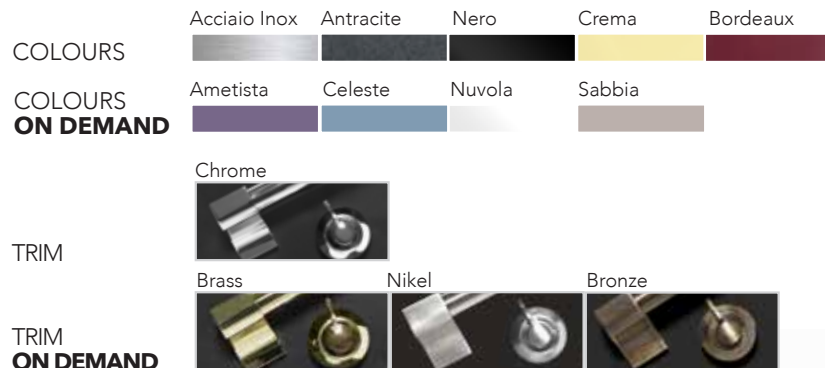 Acciaio Inox Antracite Nero Crema Bordeaux
COLOURS
Ametista Celeste Nuvola Sabbia
COLOURS
ON DEMAND
Chrome
TRIM
Brass Nikel Bronze
TRIM
ON DEMAND